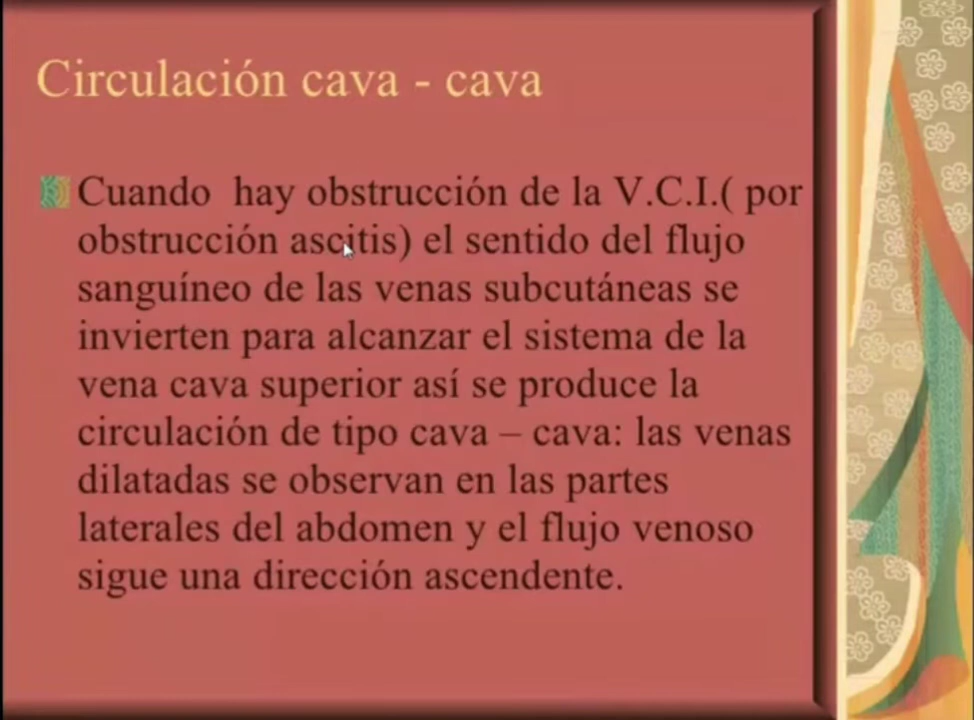 Circulación cava - cava
Cuando hay obstrucción de la V.C.I.( por
obstrucción ascitis) el sentido del flujo
sanguíneo de las venas subcutáneas se
invierten para alcanzar el sistema de la
vena cava superior así se produce la
circulación de tipo cava – cava: las venas
dilatadas se observan en las partes
laterales del abdomen y el flujo venoso
sigue una dirección ascendente.